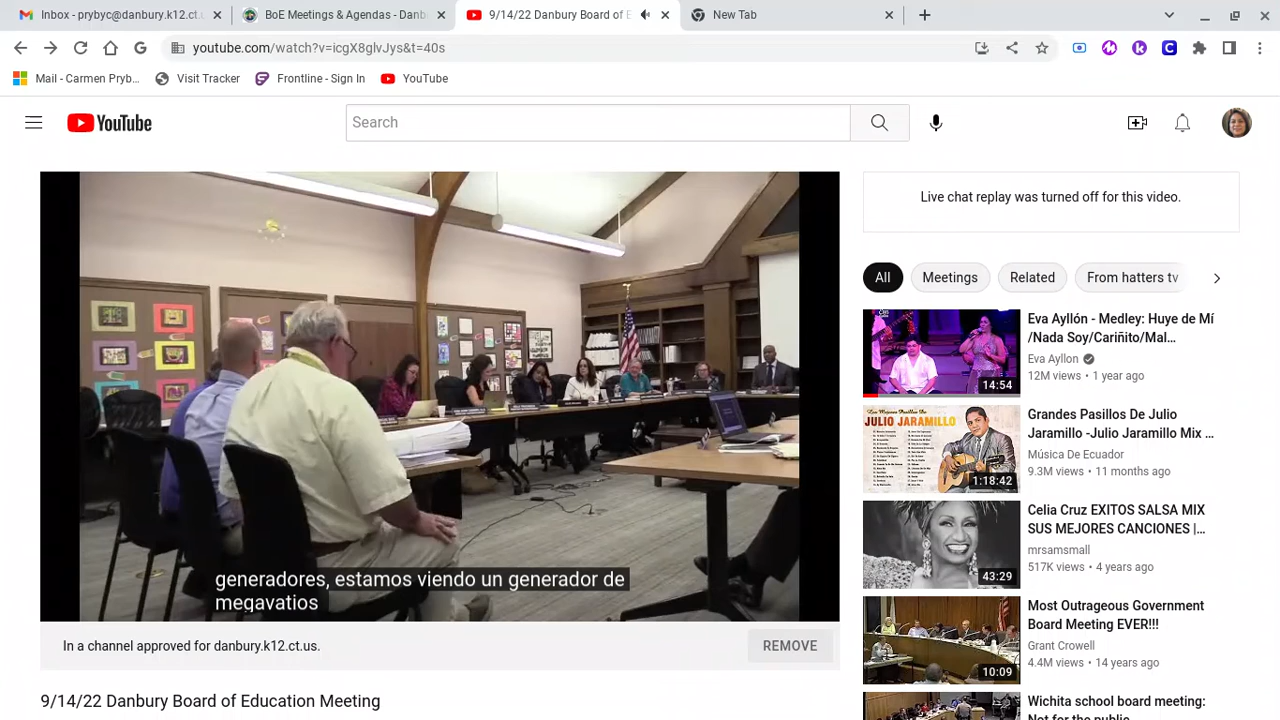 Inbox - prybyc@danbury.k12.ct.u
BoE Meetings & Agendas - Danb
9/14/22 Danbury Board of E
New Tab
youtube.com/watch?v=icgX8glvJys&t=40s
Mail - Carmen Pryb...
Visit Tracker
Frontline - Sign In
YouTube
YouTube
Search
Live chat replay was turned off for this video.
All
Meetings
Related
From hatters tv
generadores, estamos viendo un generador de
megavatios
In a channel approved for danbury.k12.ct.us.
REMOVE
9/14/22 Danbury Board of Education Meeting
Eva Ayllón - Medley: Huye de Mí
/Nada Soy/Cariñito/Mal...
Eva Ayllon
12M views • 1 year ago
14:54
JULIO JARAMILLO
Grandes Pasillos De Julio
Jaramillo -Julio Jaramillo Mix ...
Música De Ecuador
9.3M views • 11 months ago
1:18:42
Celia Cruz EXITOS SALSA MIX
SUS MEJORES CANCIONES |...
mrsamsmall
517K views • 4 years ago
43:29
Most Outrageous Government
Board Meeting EVER!!!
Grant Crowell
4.4M views • 14 years ago
10:09
Wichita school board meeting:
Not for the public